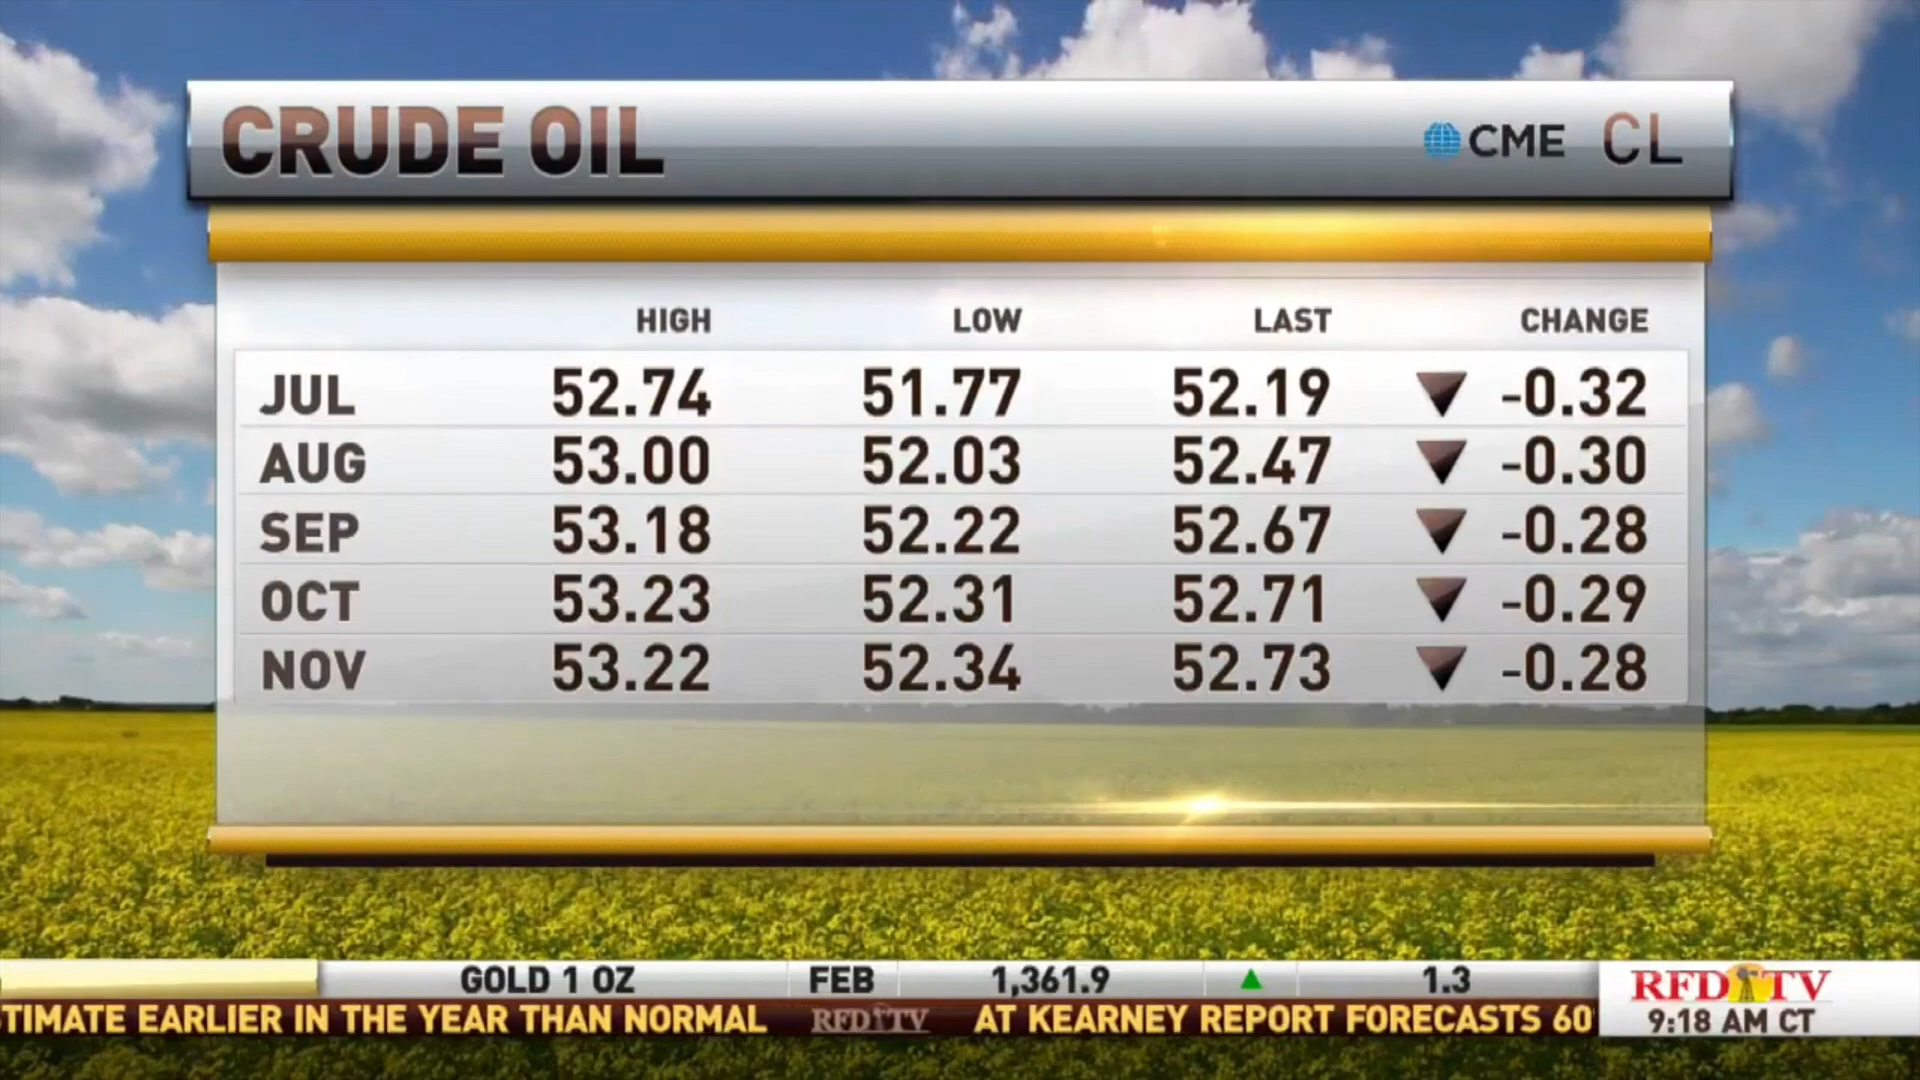 CRUDE OIL CME CL
HIGH LOW LAST CHANGE
JUL 52.74 51.77 52.19 ▼ -0.32
AUG 53.00 52.03 52.47 ▼ -0.30
SEP 53.18 52.22 52.67 ▼ -0.28
OCT 53.23 52.31 52.71 ▼ -0.29
NOV 53.22 52.34 52.73 ▼ -0.28
GOLD 1 OZ FEB 1,361.9 ▲ 1.3
TIMATE EARLIER IN THE YEAR THAN NORMAL RFDTV AT KEARNEY REPORT FORECASTS 60
RFDTV
9:18 AM CT